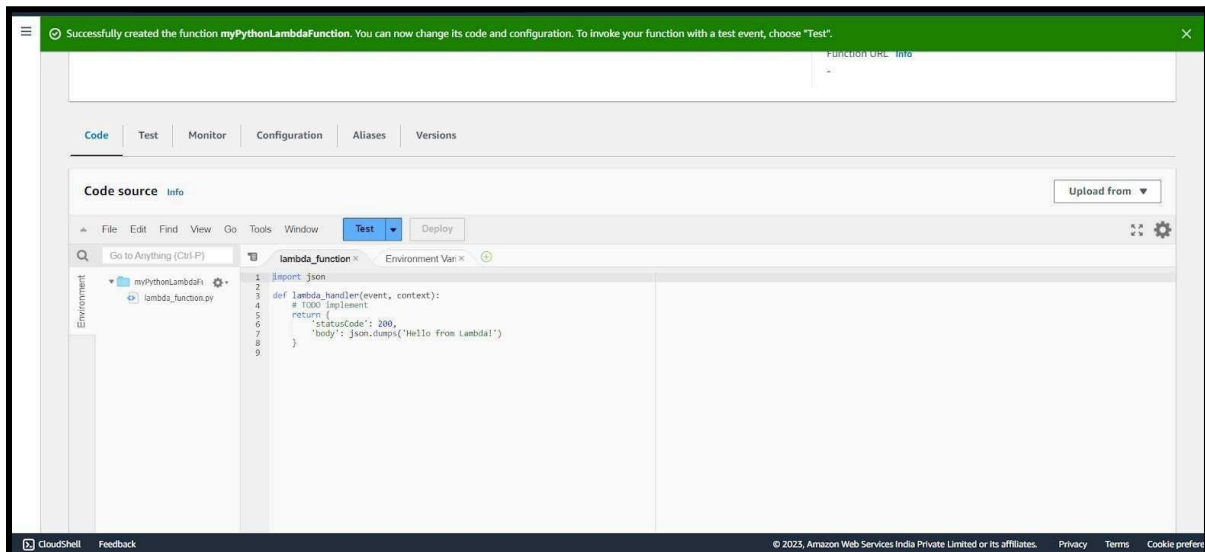 Successfully created the function myPythonLambdaFunction. You can now change its code and configuration. To invoke your function with a test event, choose "Test".
Function URL Info
-
Code Test Monitor Configuration Aliases Versions
Code source Info
Upload from
File Edit Find View Go Tools Window Test Deploy
Go to Anything (Ctrl-P)
lambda_function × Environment Vari ×
Environment
myPythonLambdaFu
lambda_function.py
1 import json
2
3 def lambda_handler(event, context):
4     # TODO implement
5     return {
6         'statusCode': 200,
7         'body': json.dumps('Hello from Lambda!')
8     }
9
CloudShell Feedback © 2023, Amazon Web Services India Private Limited or its affiliates. Privacy Terms Cookie prefere